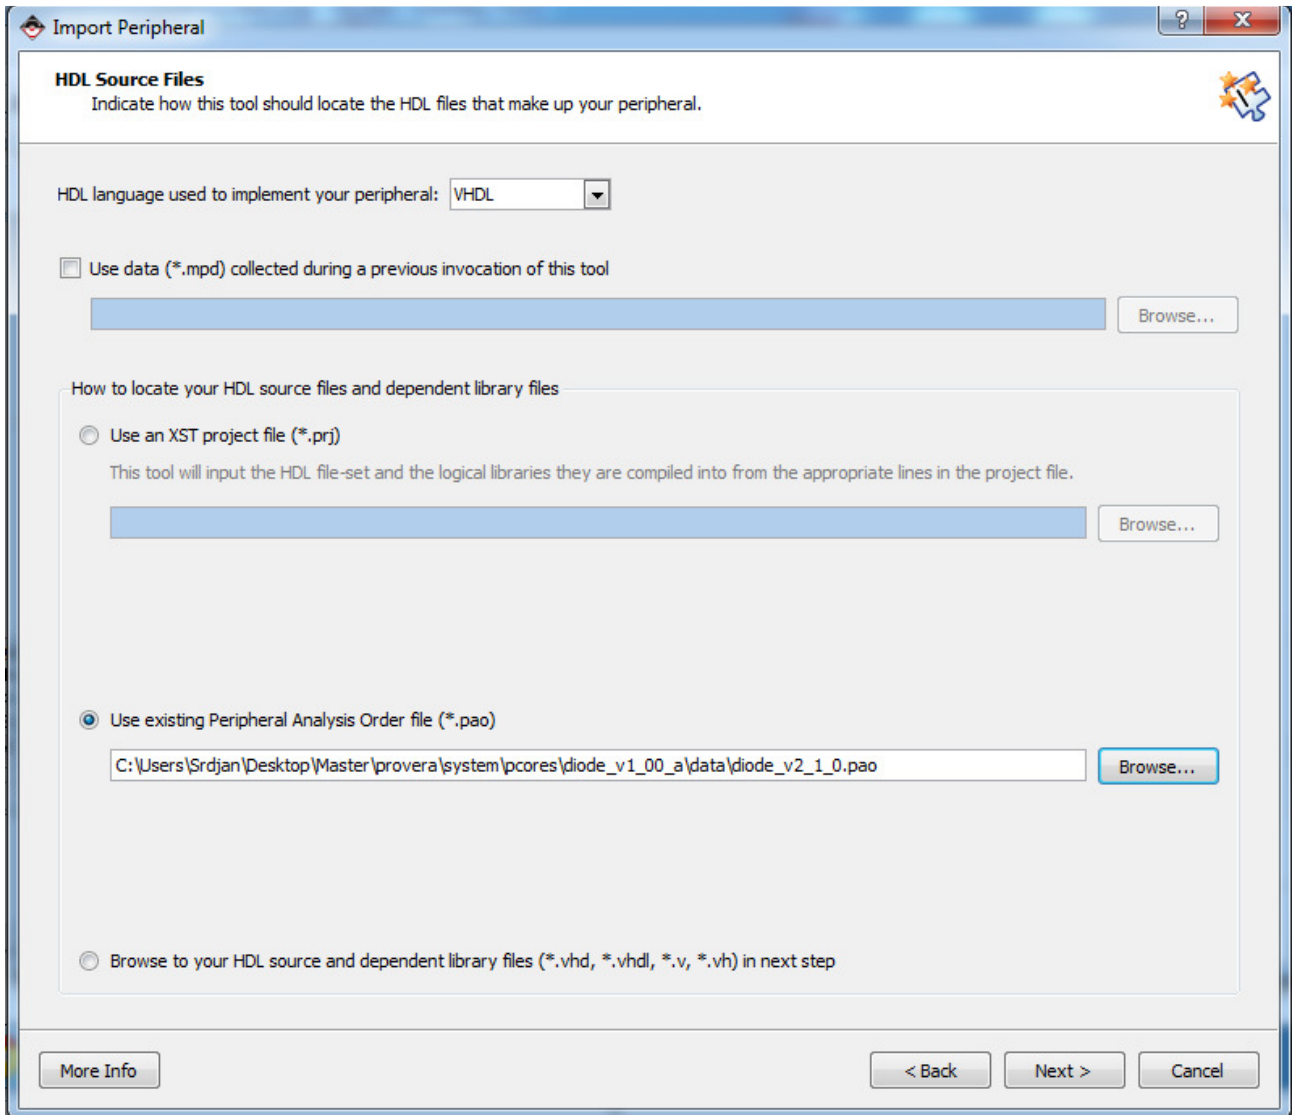 Import Peripheral
HDL Source Files
Indicate how this tool should locate the HDL files that make up your peripheral.
HDL language used to implement your peripheral: VHDL
Use data (*.mpd) collected during a previous invocation of this tool
Browse...
How to locate your HDL source files and dependent library files
Use an XST project file (*.prj)
This tool will input the HDL file-set and the logical libraries they are compiled into from the appropriate lines in the project file.
Browse...
Use existing Peripheral Analysis Order file (*.pao)
C:\Users\Srdjan\Desktop\Master\provera\system\pcores\diode_v1_00_a\data\diode_v2_1_0.pao Browse...
Browse to your HDL source and dependent library files (*.vhd, *.vhdl, *.v, *.vh) in next step
More Info < Back Next > Cancel